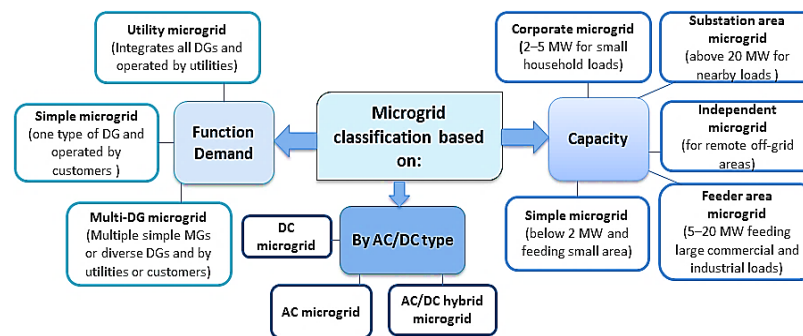 Utility microgrid
(Integrates all DGs and
operated by utilities)
Simple microgrid
(one type of DG and
operated by
customers )
Multi-DG microgrid
(Multiple simple MGs
or diverse DGs and by
utilities or customers)
Function
Demand
Microgrid
classification based
on:
By AC/DC type
DC
microgrid
AC microgrid
AC/DC hybrid
microgrid
Capacity
Corporate microgrid
(2–5 MW for small
household loads)
Substation area
microgrid
(above 20 MW for
nearby loads )
Independent
microgrid
(for remote off-grid
areas)
Simple microgrid
(below 2 MW and
feeding small area)
Feeder area
microgrid
(5–20 MW feeding
large commercial and
industrial loads)